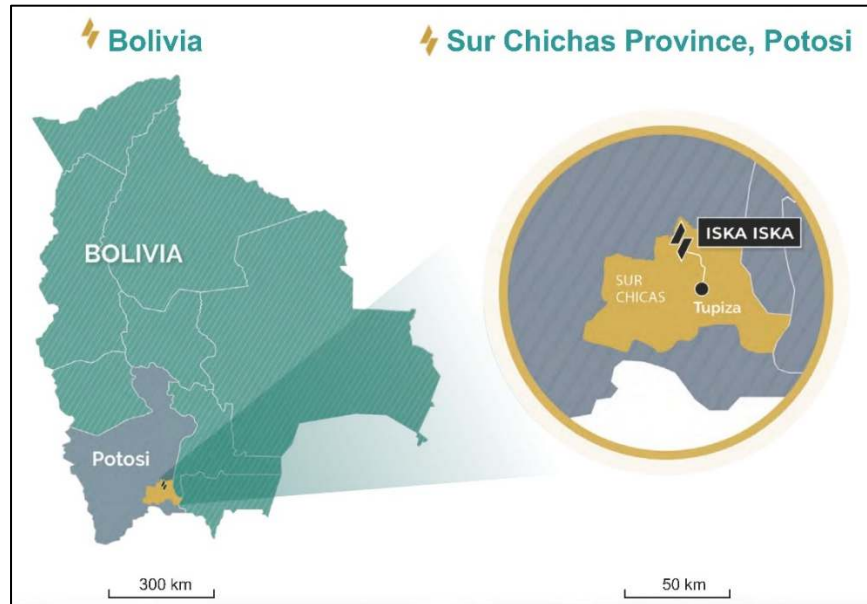 Bolivia
Sur Chichas Province, Potosi
BOLIVIA
Potosi
ISKA ISKA
SUR
CHICAS
Tupiza
300 km
50 km